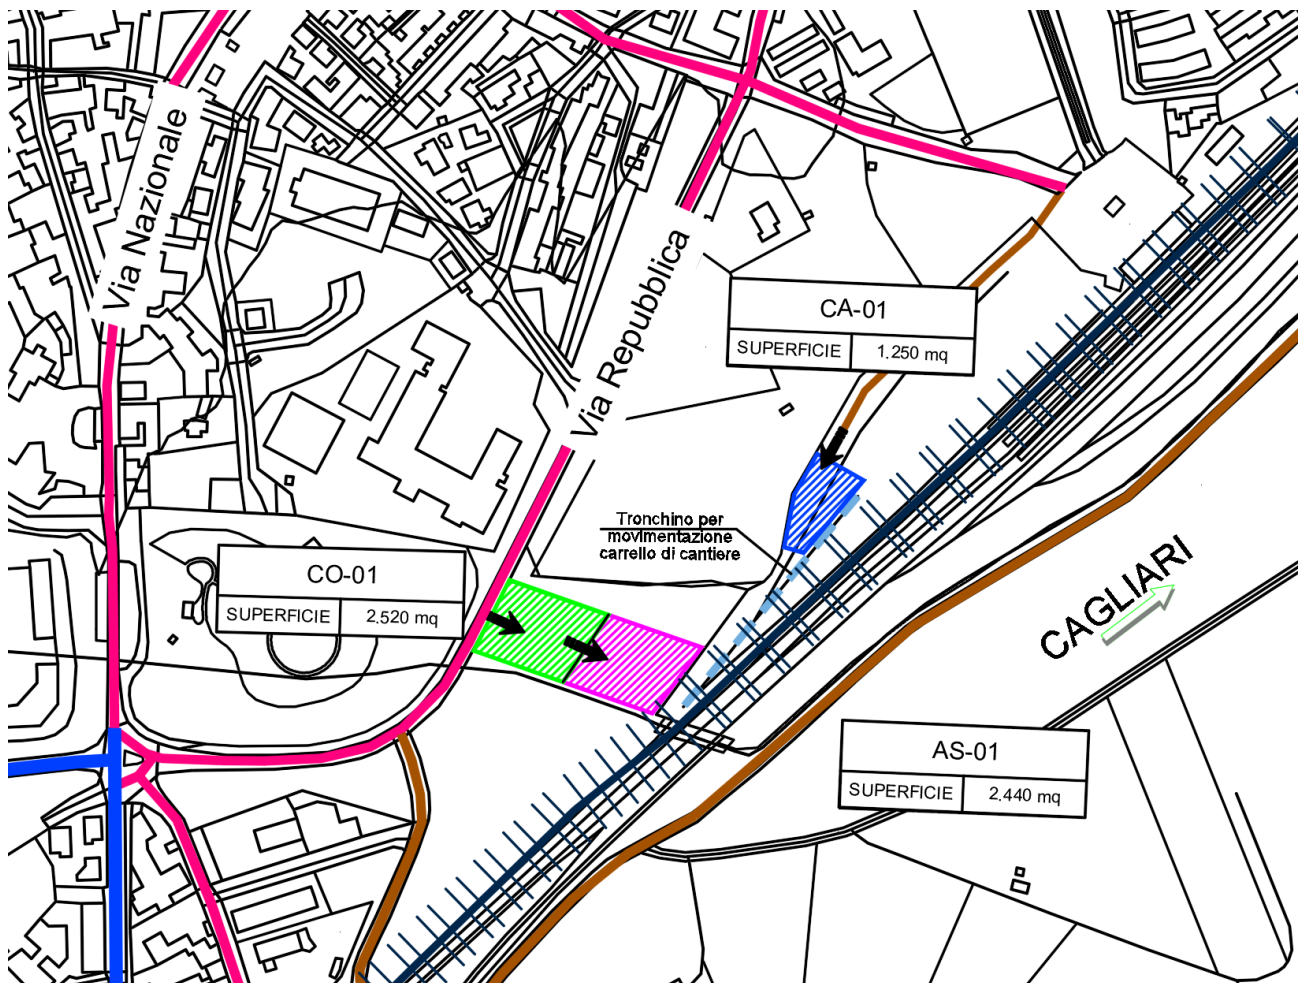 Via Nazionale
Via Repubblica
CA-01
SUPERFICIE 1,250 mq
Tronchino per
movimentazione
carrello di cantiere
CO-01
SUPERFICIE 2,520 mq
CAGLIARI
AS-01
SUPERFICIE 2,440 mq